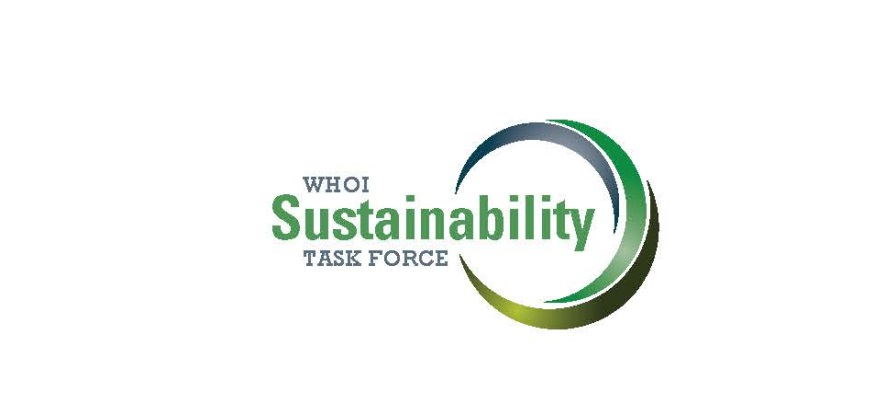 WHOI
Sustainability
TASK FORCE